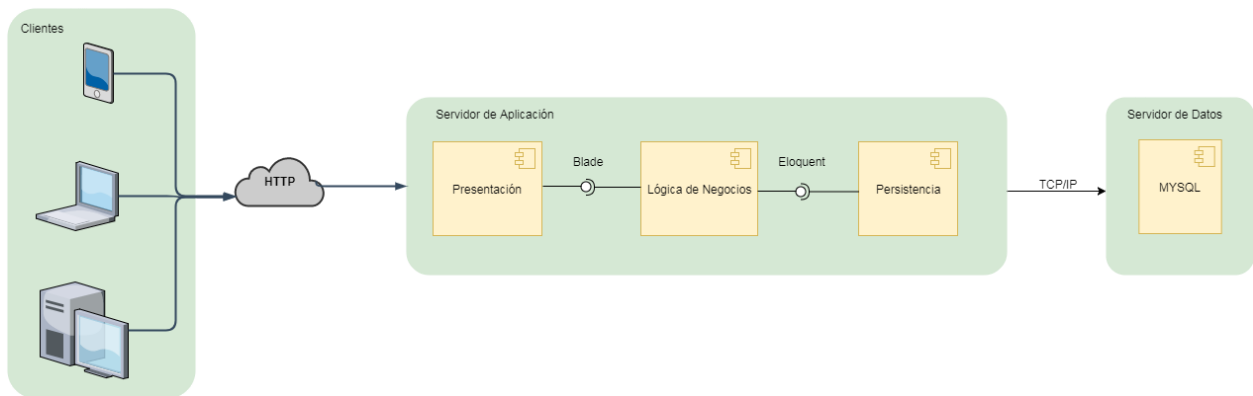 Clientes
HTTP
Servidor de Aplicación
Presentación
Blade
Lógica de Negocios
Eloquent
Persistencia
TCP/IP
Servidor de Datos
MYSQL